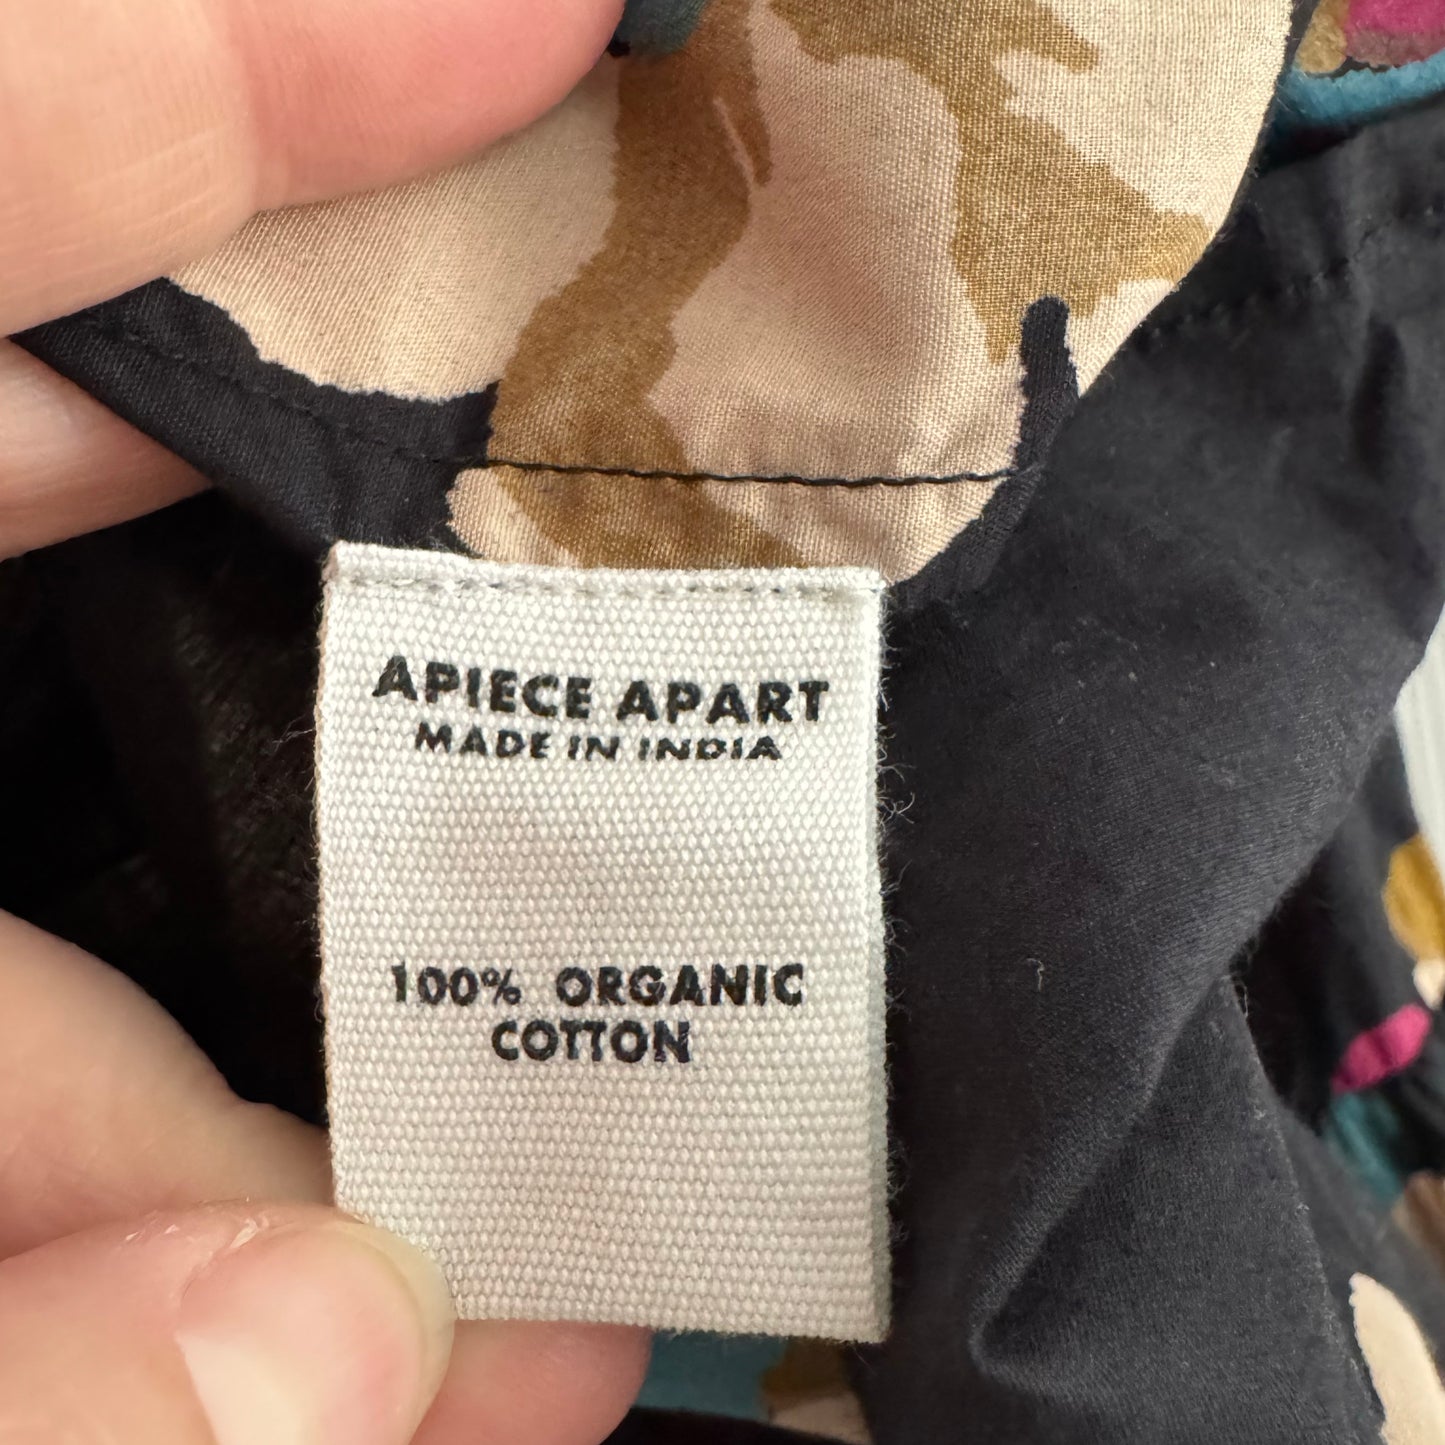 APIECE APART
MADE IN INDIA
100% ORGANIC
COTTON